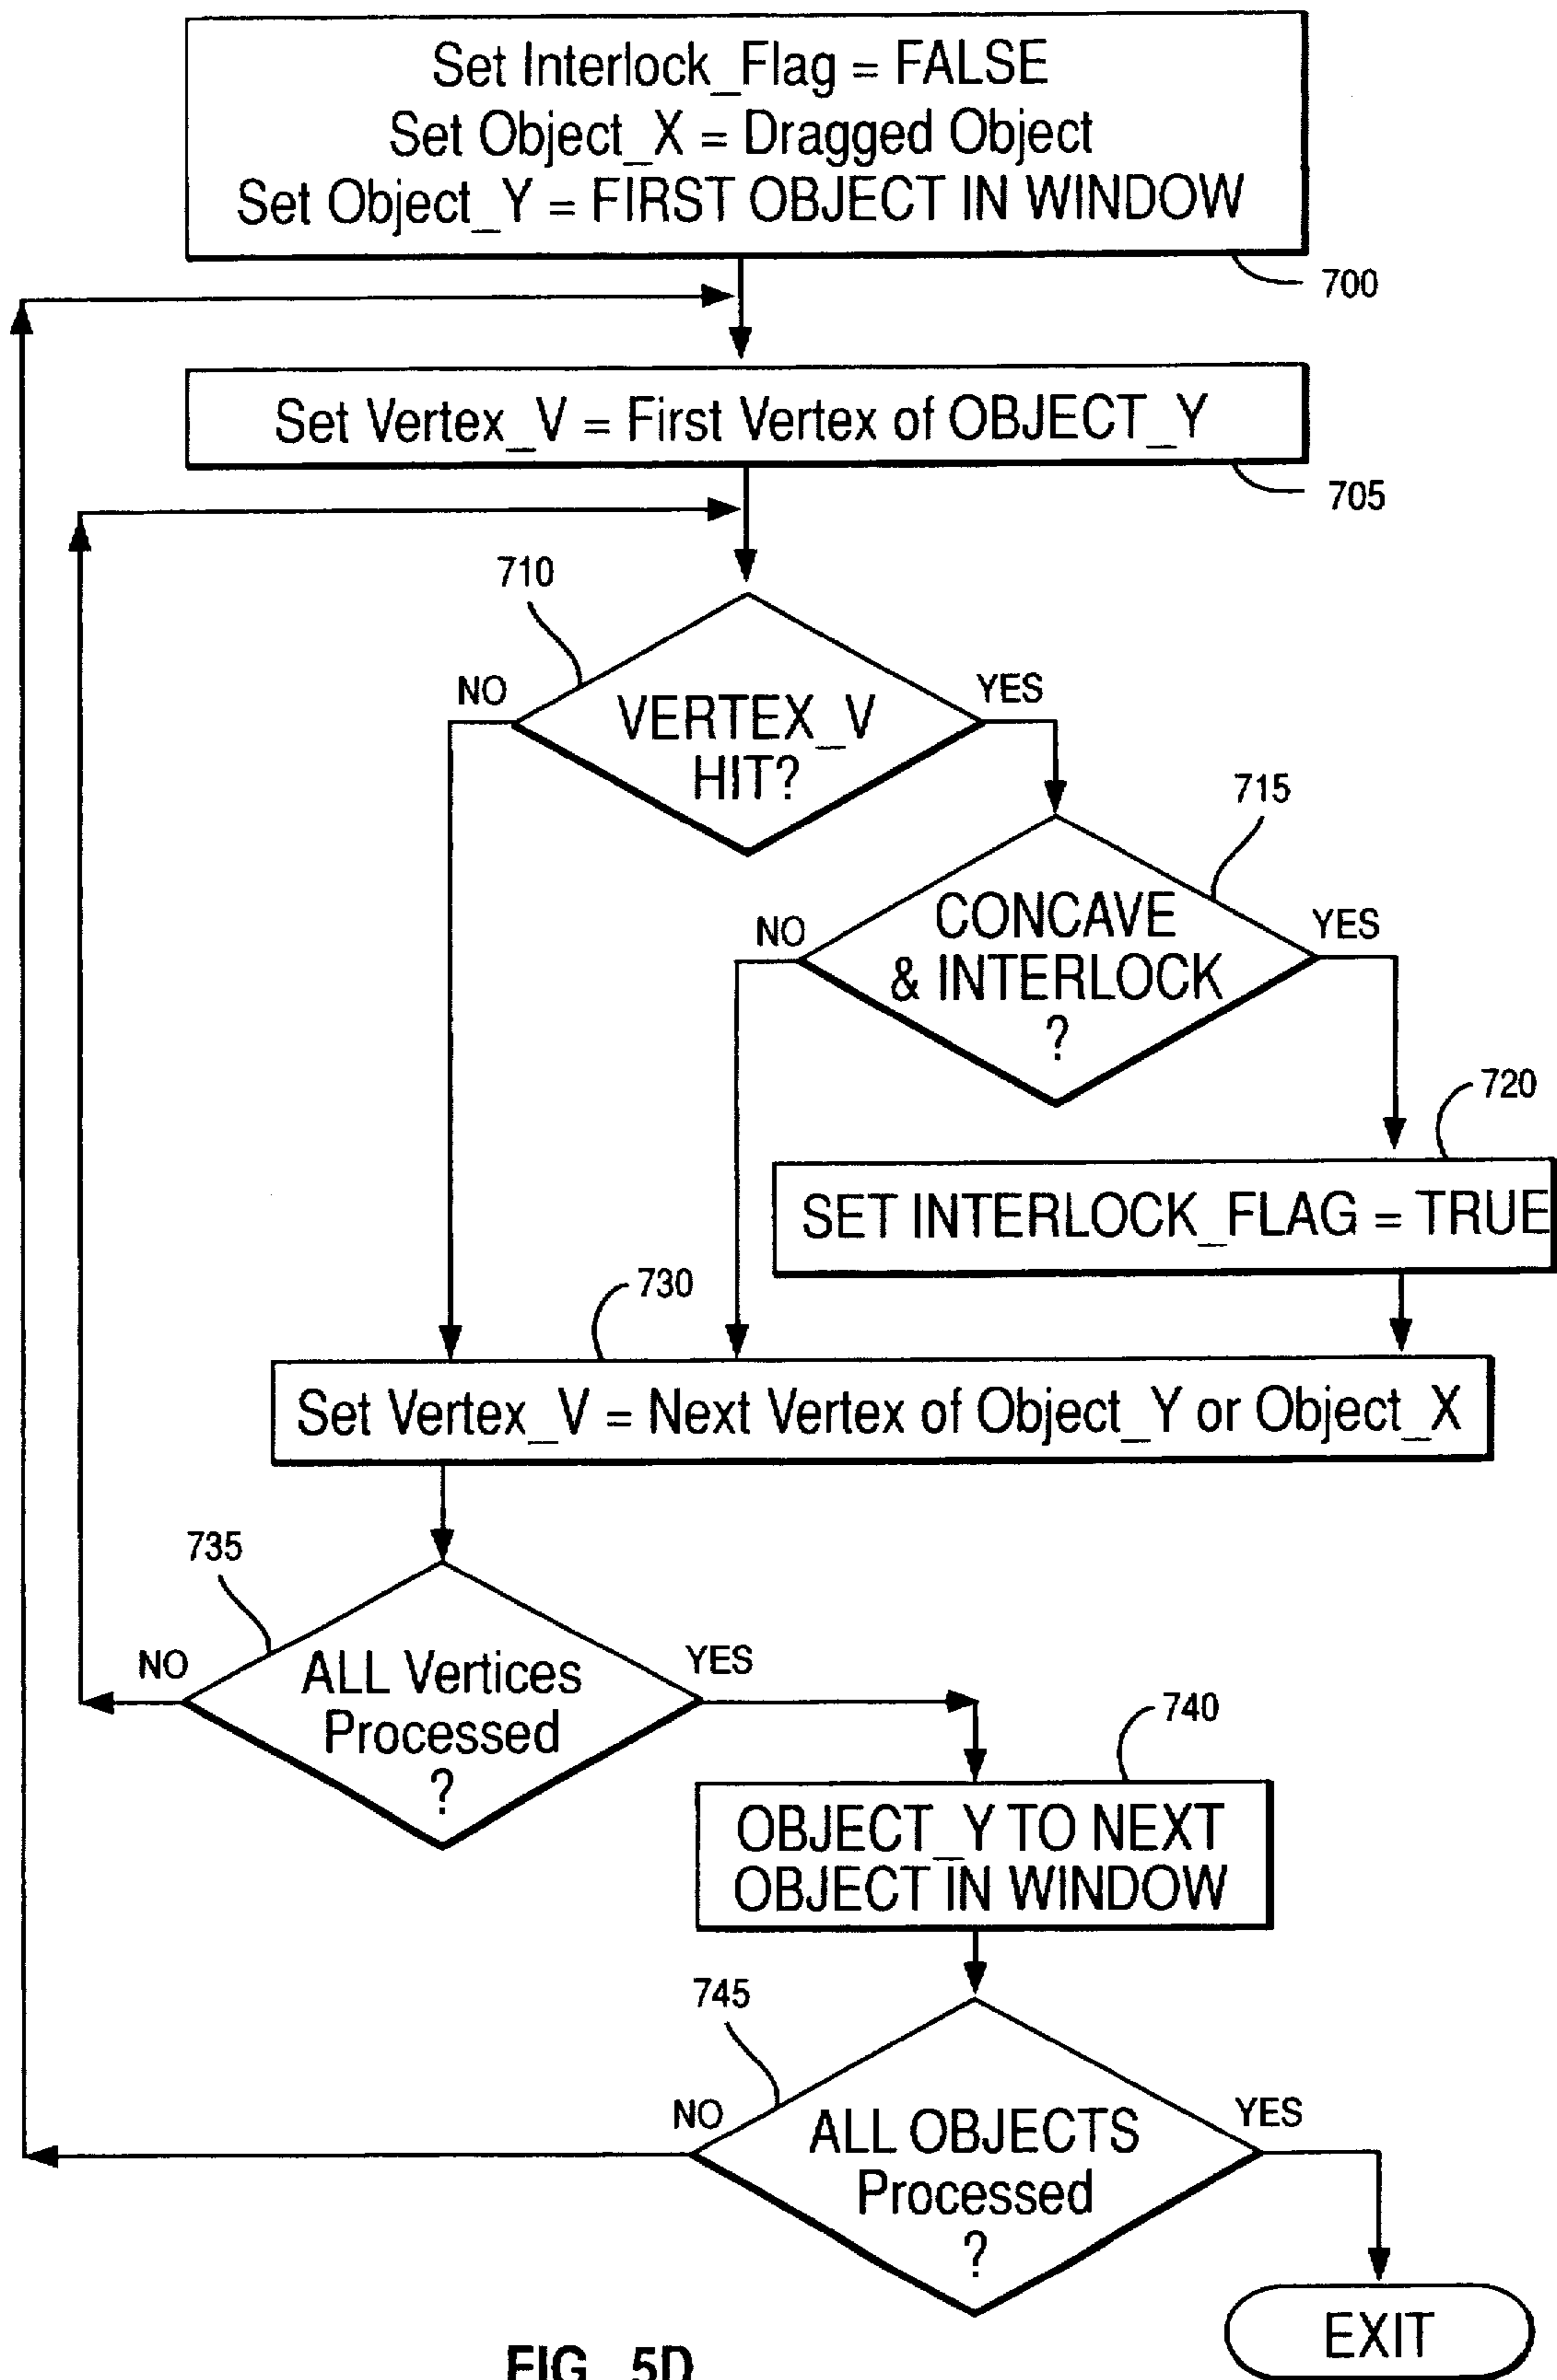 Set Interlock_Flag = FALSE
Set Object_X = Dragged Object
Set Object_Y = FIRST OBJECT IN WINDOW
700
Set Vertex_V = First Vertex of OBJECT_Y
705
710
NO
YES
VERTEX_V
HIT?
715
NO
YES
CONCAVE
& INTERLOCK
?
720
SET INTERLOCK_FLAG = TRUE
730
Set Vertex_V = Next Vertex of Object_Y or Object_X
735
NO
YES
ALL Vertices
Processed
?
740
OBJECT_Y TO NEXT
OBJECT IN WINDOW
745
NO
YES
ALL OBJECTS
Processed
?
EXIT
FIG_5D